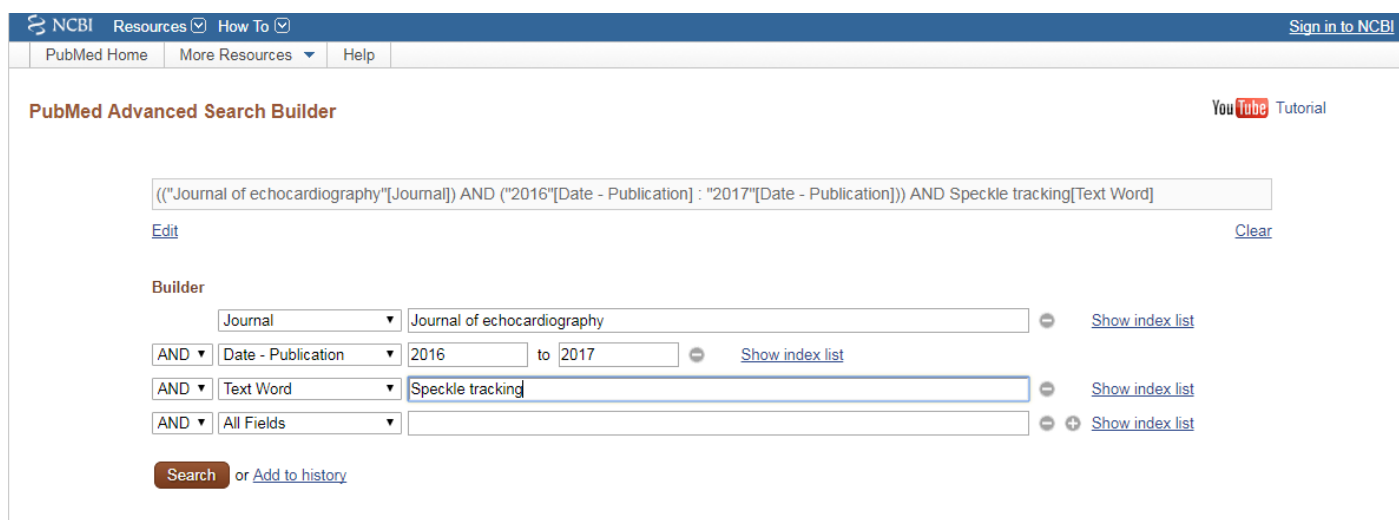 NCBI Resources How To Sign in to NCBI
PubMed Home More Resources Help
PubMed Advanced Search Builder
You Tube Tutorial
(("Journal of echocardiography"[Journal]) AND ("2016"[Date - Publication] : "2017"[Date - Publication])) AND Speckle tracking[Text Word]
Edit Clear
Builder
Journal Journal of echocardiography Show index list
AND Date - Publication 2016 to 2017 Show index list
AND Text Word Speckle tracking Show index list
AND All Fields Show index list
Search or Add to history